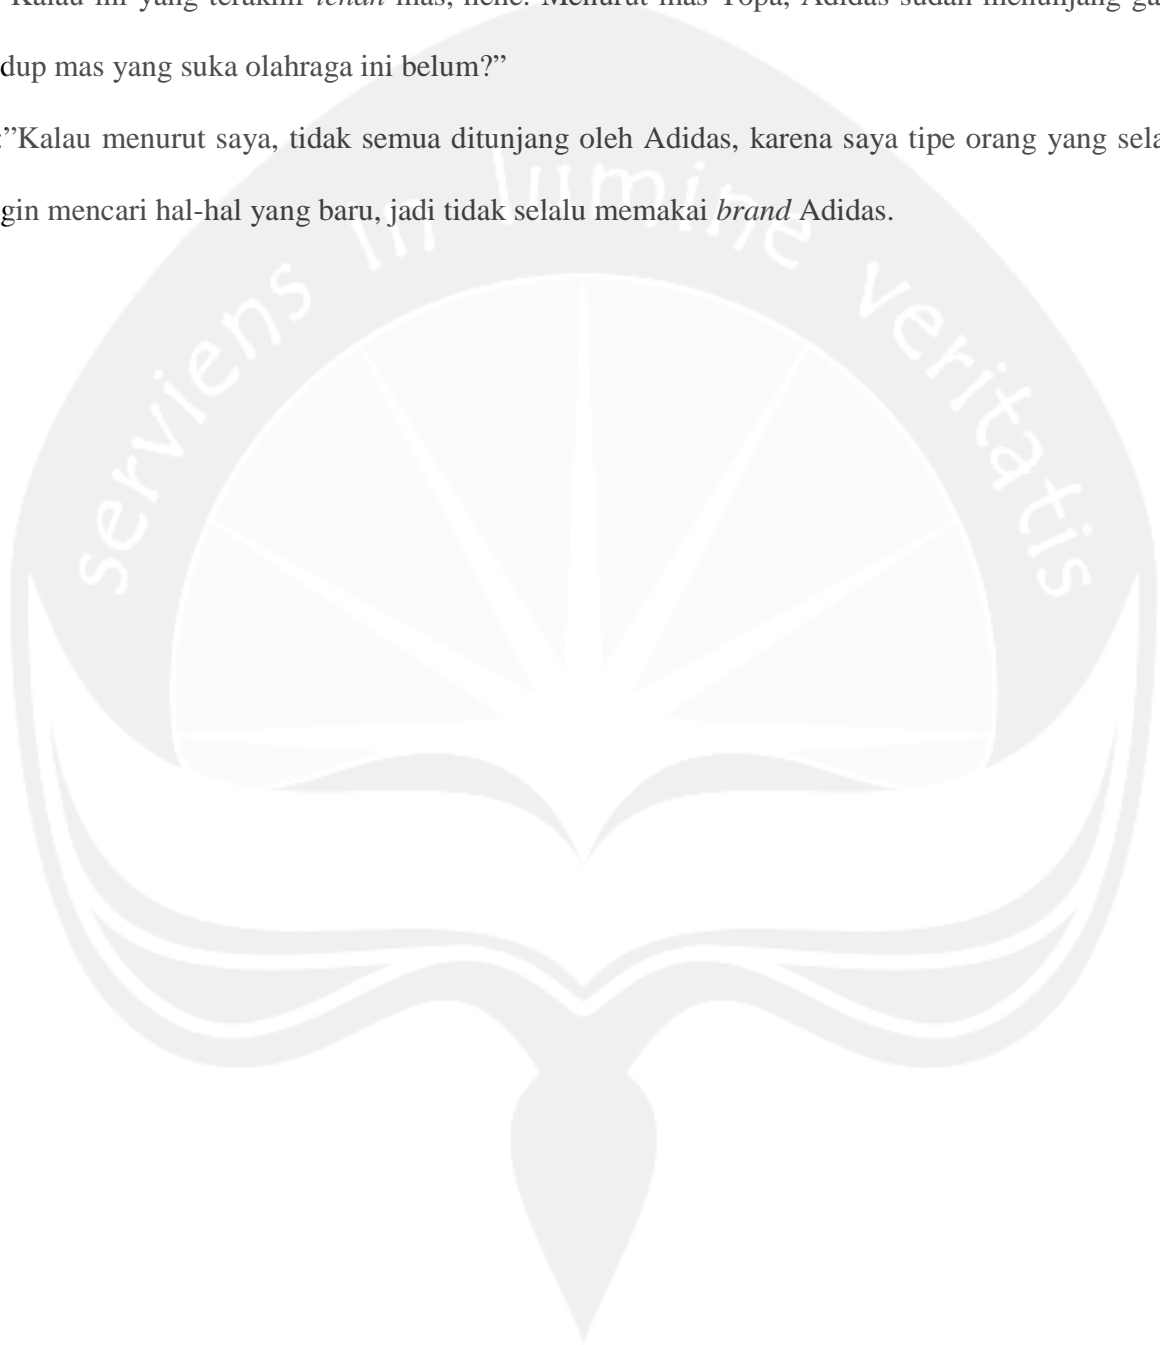 Kalau ini yang terakhir tenan mas, hehe. Menurut mas Topa, Adidas sudah menunjang ga
dup mas yang suka olahraga ini belum?”
:”Kalau menurut saya, tidak semua ditunjang oleh Adidas, karena saya tipe orang yang sela
gin mencari hal-hal yang baru, jadi tidak selalu memakai brand Adidas.
serviens in lumine veritatis